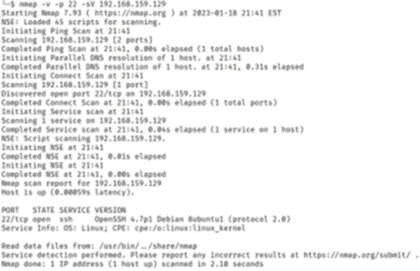 $ nmap -v -p 22 -sV 192.168.159.129
Starting Nmap 7.93 ( https://nmap.org ) at 2023-01-18 21:41 EST
NSE: Loaded 45 scripts for scanning.
Initiating Ping Scan at 21:41
Scanning 192.168.159.129 [2 ports]
Completed Ping Scan at 21:41, 0.00s elapsed (1 total hosts)
Initiating Parallel DNS resolution of 1 host. at 21:41
Completed Parallel DNS resolution of 1 host. at 21:41, 0.31s elapsed
Initiating Connect Scan at 21:41
Scanning 192.168.159.129 [1 port]
Discovered open port 22/tcp on 192.168.159.129
Completed Connect Scan at 21:41, 0.00s elapsed (1 total ports)
Initiating Service scan at 21:41
Scanning 1 service on 192.168.159.129
Completed Service scan at 21:41, 0.04s elapsed (1 service on 1 host)
NSE: Script scanning 192.168.159.129.
Initiating NSE at 21:41
Completed NSE at 21:41, 0.01s elapsed
Initiating NSE at 21:41
Completed NSE at 21:41, 0.00s elapsed
Nmap scan report for 192.168.159.129
Host is up (0.00059s latency).
PORT STATE SERVICE VERSION
22/tcp open ssh OpenSSH 4.7p1 Debian 8ubuntu1 (protocol 2.0)
Service Info: OS: Linux; CPE: cpe:/o:linux:linux_kernel
Read data files from: /usr/bin/../share/nmap
Service detection performed. Please report any incorrect results at https://nmap.org/submit/ .
Nmap done: 1 IP address (1 host up) scanned in 2.10 seconds